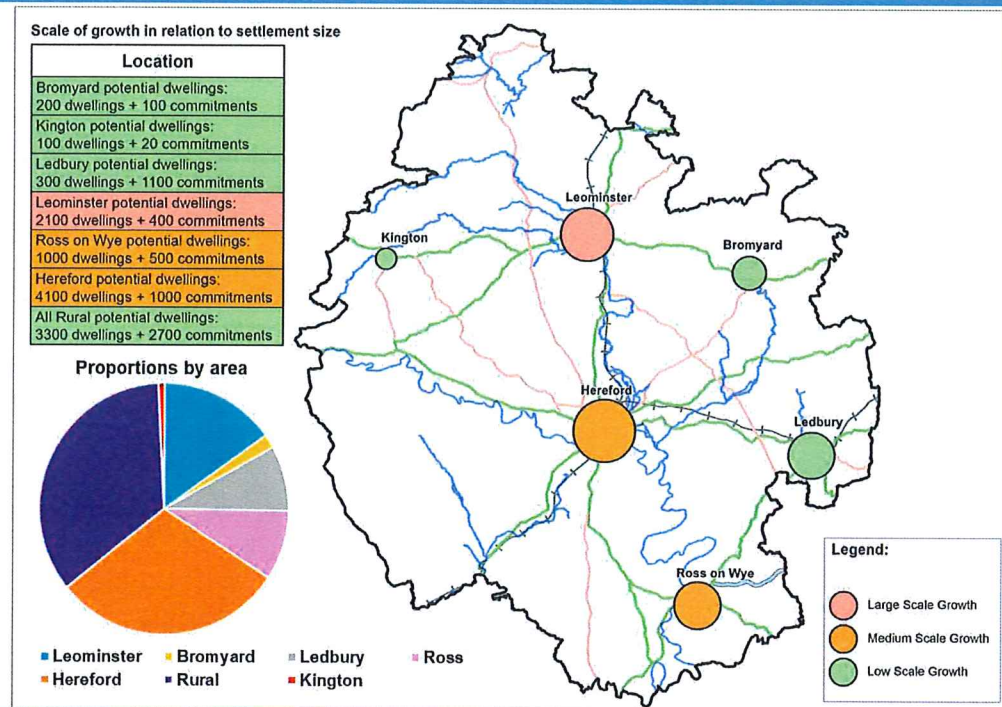 Scale of growth in relation to settlement size
Location
Bromyard potential dwellings:
200 dwellings + 100 commitments
Kington potential dwellings:
100 dwellings + 20 commitments
Ledbury potential dwellings:
300 dwellings + 1100 commitments
Leominster potential dwellings:
2100 dwellings + 400 commitments
Ross on Wye potential dwellings:
1000 dwellings + 500 commitments
Hereford potential dwellings:
4100 dwellings + 1000 commitments
All Rural potential dwellings:
3300 dwellings + 2700 commitments
Proportions by area
Leominster Bromyard Ledbury Ross
Hereford Rural Kington
Leominster
Kington
Bromyard
Hereford
Ledbury
Ross on Wye
Legend:
Large Scale Growth
Medium Scale Growth
Low Scale Growth